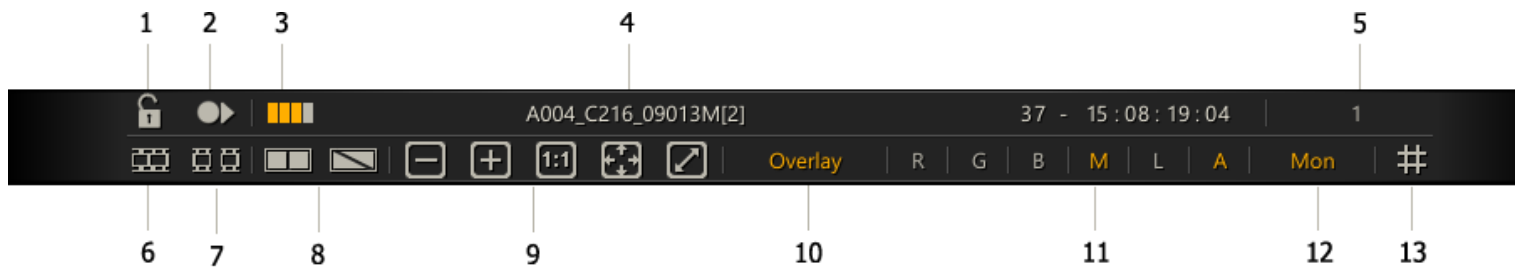 1 2 3 4 5
A004_C216_09013M[2] 37 - 15:08:19:04 1
1:1 Overlay R G B M L A Mon
6 7 8 9 10 11 12 13